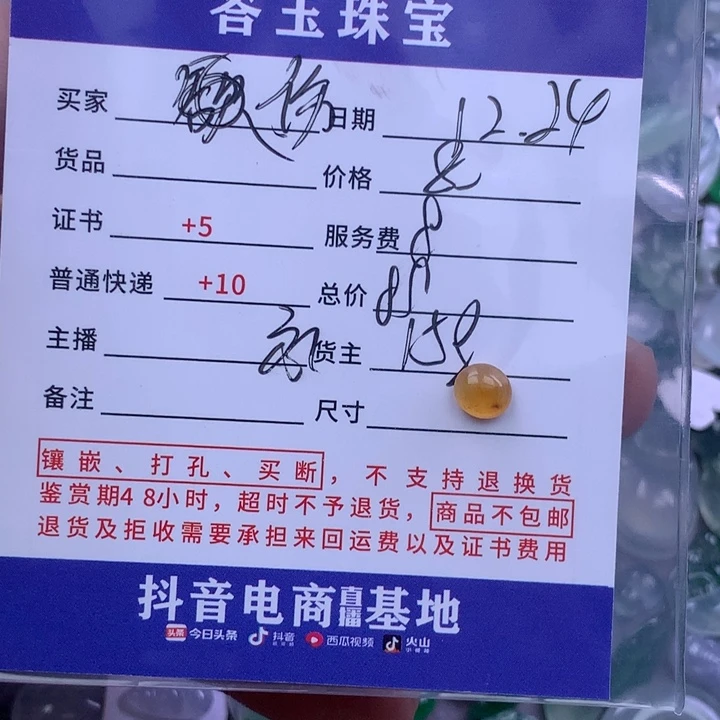 答玉珠宝
买家 日期 12.24
货品 价格
证书 +5 服务费
普通快递 +10 总价
主播 货主 159
备注 尺寸
镶嵌、打孔、买断，不支持退换货
鉴赏期48小时，超时不予退货，商品不包邮
退货及拒收需要承担来回运费以及证书费用
抖音电商直播基地
头条 今日头条 抖音 西瓜视频 火山